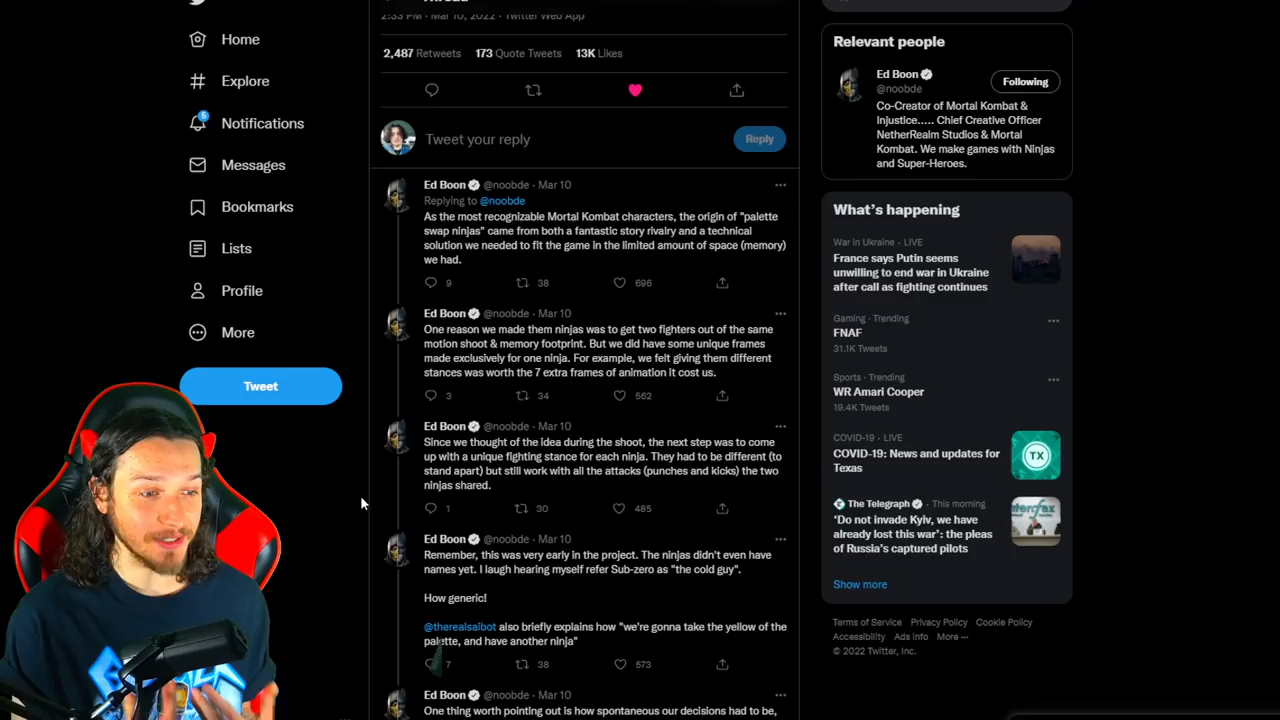 Thread
2:33 PM · Mar 10, 2022 · Twitter Web App
2,487 Retweets 173 Quote Tweets 13K Likes
Tweet your reply
Reply
Home
Explore
5
Notifications
Messages
Bookmarks
Lists
Profile
More
Tweet
Ed Boon @noobde · Mar 10
Replying to @noobde
As the most recognizable Mortal Kombat characters, the origin of "palette
swap ninjas" came from both a fantastic story rivalry and a technical
solution we needed to fit the game in the limited amount of space (memory)
we had.
9 38 696
Ed Boon @noobde · Mar 10
One reason we made them ninjas was to get two fighters out of the same
motion shoot & memory footprint. But we did have some unique frames
made exclusively for one ninja. For example, we felt giving them different
stances was worth the 7 extra frames of animation it cost us.
3 34 562
Ed Boon @noobde · Mar 10
Since we thought of the idea during the shoot, the next step was to come
up with a unique fighting stance for each ninja. They had to be different (to
stand apart) but still work with all the attacks (punches and kicks) the two
ninjas shared.
1 30 485
Ed Boon @noobde · Mar 10
Remember, this was very early in the project. The ninjas didn't even have
names yet. I laugh hearing myself refer Sub-zero as "the cold guy".
How generic!
@therealsaibot also briefly explains how "we're gonna take the yellow of the
palette, and have another ninja"
7 38 573
Ed Boon @noobde · Mar 10
One thing worth pointing out is how spontaneous our decisions had to be,
Relevant people
Ed Boon
@noobde
Following
Co-Creator of Mortal Kombat &
Injustice..... Chief Creative Officer
NetherRealm Studios & Mortal
Kombat. We make games with Ninjas
and Super-Heroes.
What's happening
War in Ukraine · LIVE
France says Putin seems
unwilling to end war in Ukraine
after call as fighting continues
Gaming · Trending
FNAF
31.1K Tweets
Sports · Trending
WR Amari Cooper
19.4K Tweets
COVID-19 · LIVE
COVID-19: News and updates for
Texas
TX
The Telegraph · This morning
'Do not invade Kyiv, we have
already lost this war': the pleas
of Russia's captured pilots
Show more
Terms of Service Privacy Policy Cookie Policy
Accessibility Ads info More
© 2022 Twitter, Inc.